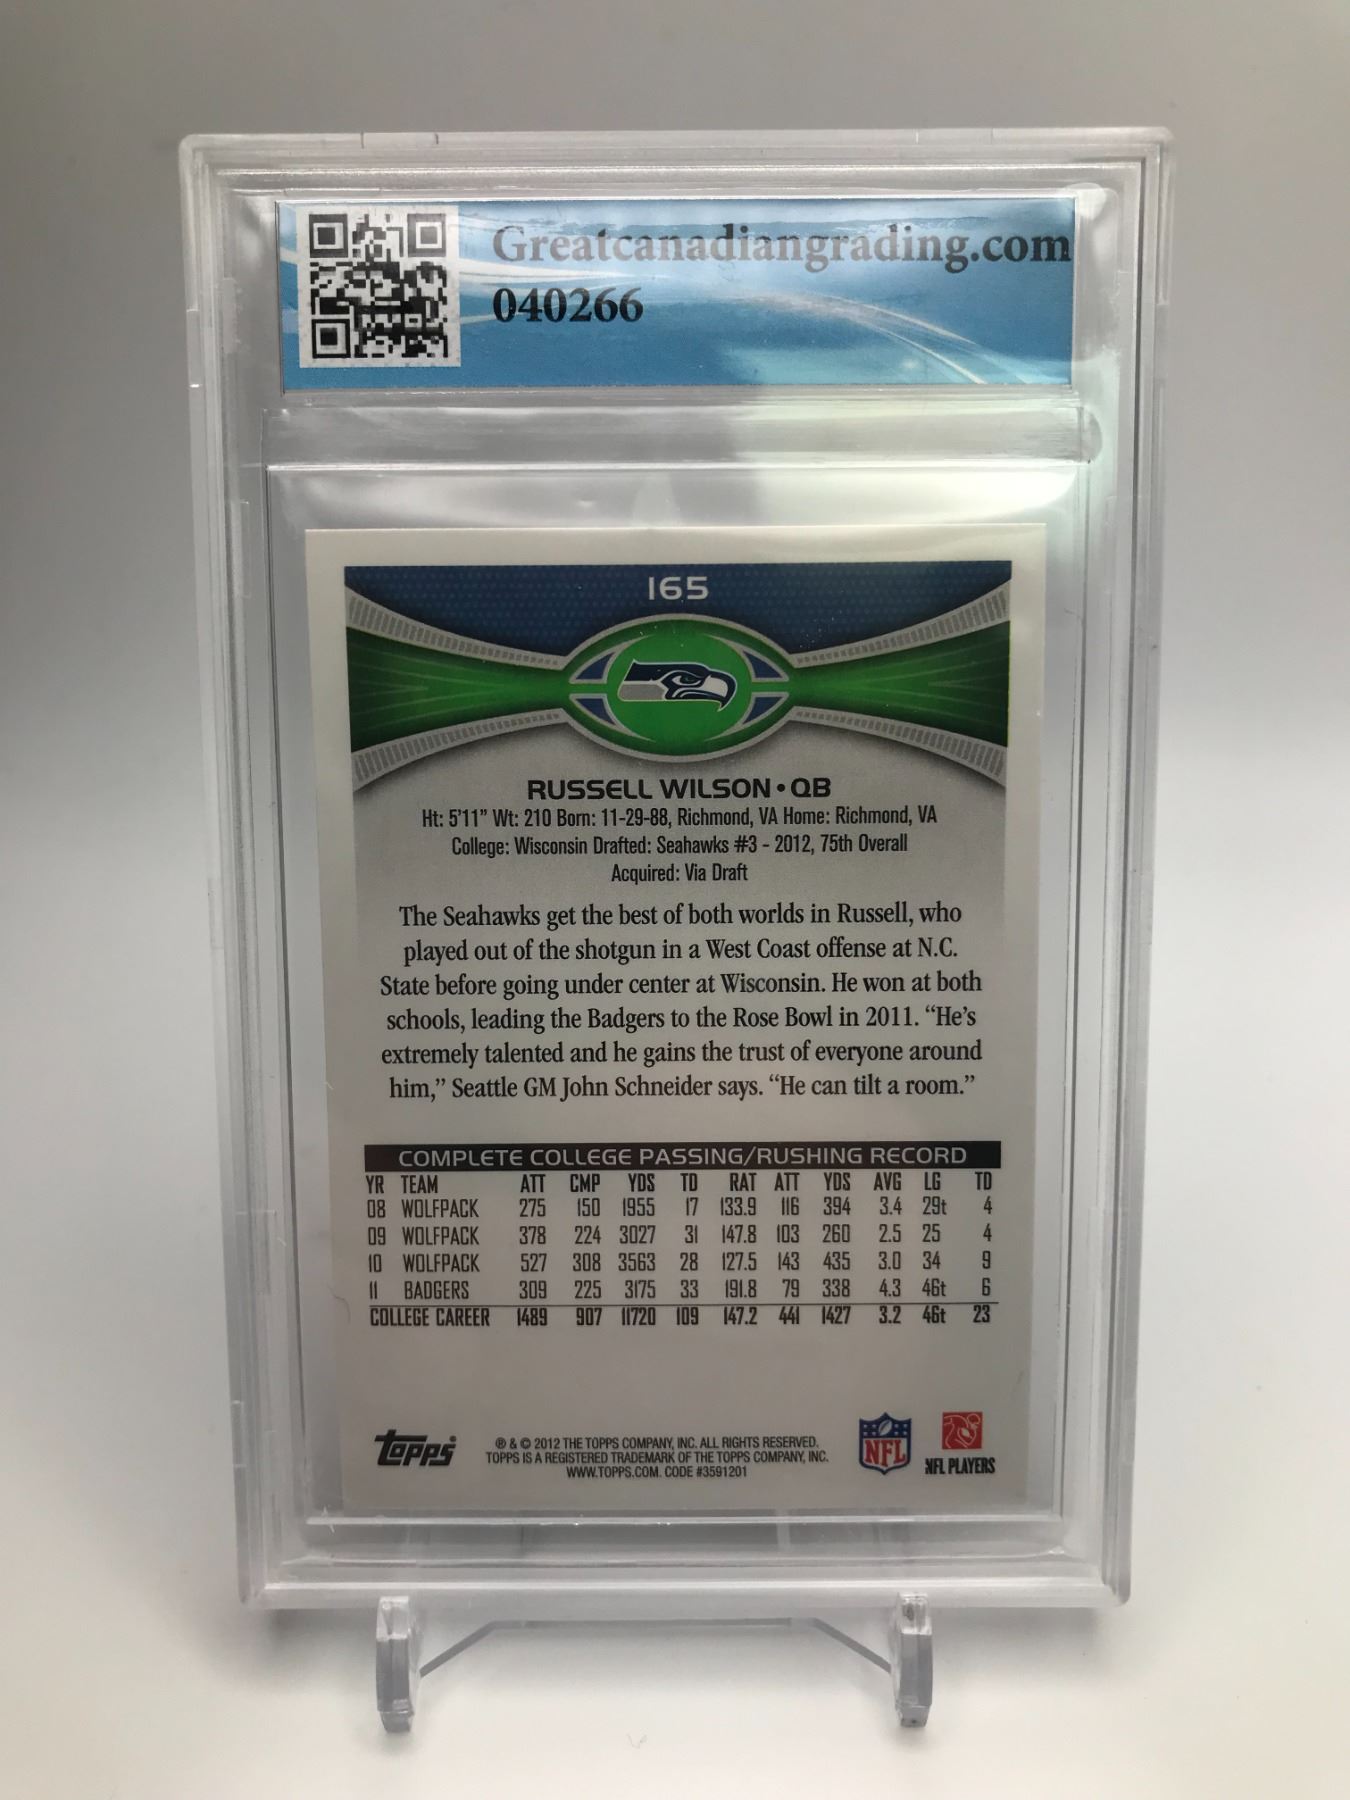 Greatcanadiangrading.com
040266
165
RUSSELL WILSON • QB
Ht: 5'11" Wt: 210 Born: 11-29-88, Richmond, VA Home: Richmond, VA
College: Wisconsin Drafted: Seahawks #3 - 2012, 75th Overall
Acquired: Via Draft
The Seahawks get the best of both worlds in Russell, who
played out of the shotgun in a West Coast offense at N.C.
State before going under center at Wisconsin. He won at both
schools, leading the Badgers to the Rose Bowl in 2011. “He’s
extremely talented and he gains the trust of everyone around
him,” Seattle GM John Schneider says. “He can tilt a room.”
COMPLETE COLLEGE PASSING/RUSHING RECORD
YR TEAM ATT CMP YDS TD RAT ATT YDS AVG LG TD
08 WOLFPACK 275 150 1955 17 133.9 116 394 3.4 29t 4
09 WOLFPACK 378 224 3027 31 147.8 103 260 2.5 25 4
10 WOLFPACK 527 308 3563 28 127.5 143 435 3.0 34 9
11 BADGERS 309 225 3175 33 191.8 79 338 4.3 46t 6
COLLEGE CAREER 1489 907 11720 109 147.2 441 1427 3.2 46t 23
topps
® & © 2012 THE TOPPS COMPANY, INC. ALL RIGHTS RESERVED.
TOPPS IS A REGISTERED TRADEMARK OF THE TOPPS COMPANY, INC.
WWW.TOPPS.COM. CODE #3591201
NFL
NFL PLAYERS